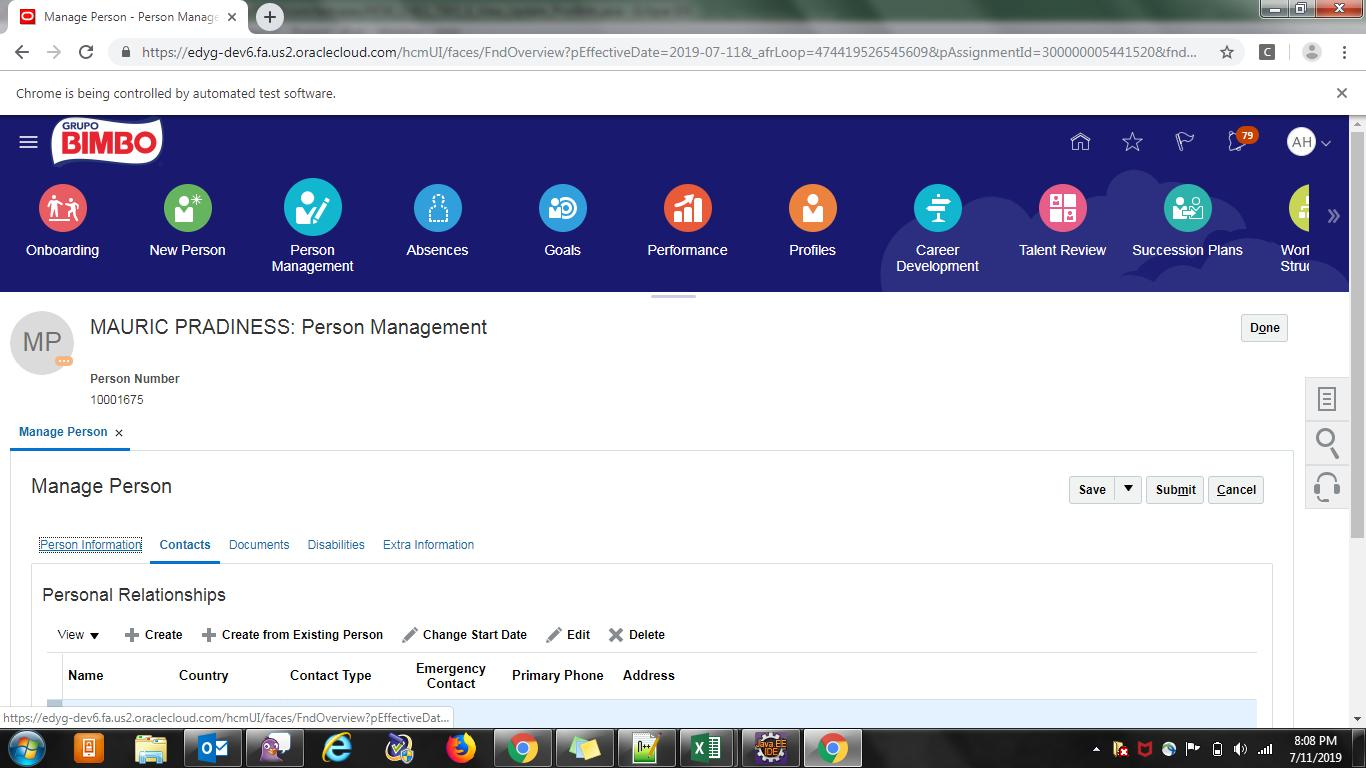 Manage Person - Person Manage
https://edyg-dev6.fa.us2.oraclecloud.com/hcmUI/faces/FndOverview?pEffectiveDate=2019-07-11&_afrLoop=474419526545609&pAssignmentId=300000005441520&fnd...
C
Chrome is being controlled by automated test software.
GRUPO
BIMBO
79
AH
Onboarding
New Person
Person
Management
Absences
Goals
Performance
Profiles
Career
Development
Talent Review
Succession Plans
Worl
Struc
MP
MAURIC PRADINESS: Person Management
Done
Person Number
10001675
Manage Person
Manage Person
Save
Submit
Cancel
Person Information
Contacts
Documents
Disabilities
Extra Information
Personal Relationships
View
Create
Create from Existing Person
Change Start Date
Edit
Delete
Name
Country
Contact Type
Emergency
Contact
Primary Phone
Address
https://edyg-dev6.fa.us2.oraclecloud.com/hcmUI/faces/FndOverview?pEffectiveDat...
Java EE
IDE
8:08 PM
7/11/2019